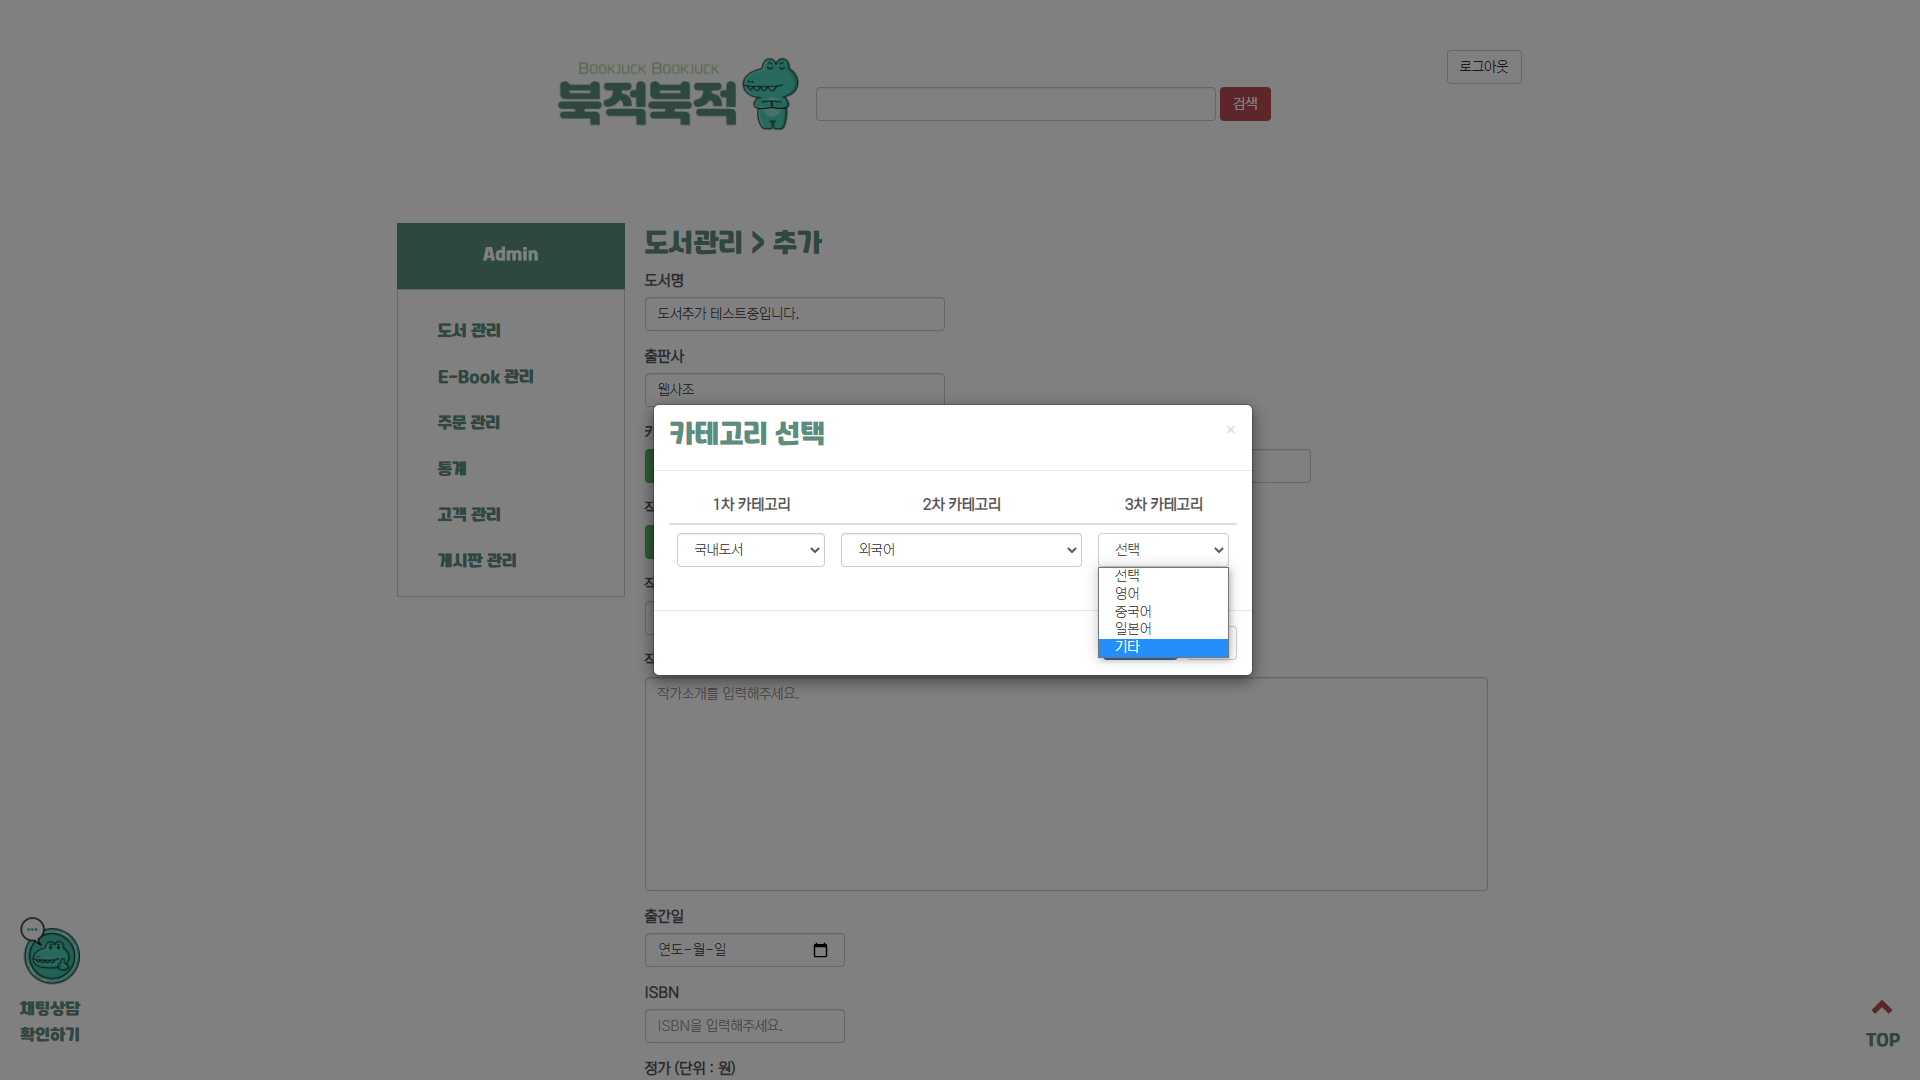 BOOKJUCK BOOKJUCK
북적북적
검색
로그아웃
Admin
도서 관리
E-Book 관리
주문 관리
통계
고객 관리
게시판 관리
도서관리 > 추가
도서명
도서추가 테스트중입니다.
출판사
웹사조
카테고리 선택
×
1차 카테고리 2차 카테고리 3차 카테고리
국내도서 외국어 선택
선택
영어
중국어
일본어
기타
작가소개를 입력해주세요.
출간일
연도-월-일
ISBN
ISBN을 입력해주세요.
정가 (단위 : 원)
채팅상담
확인하기
TOP